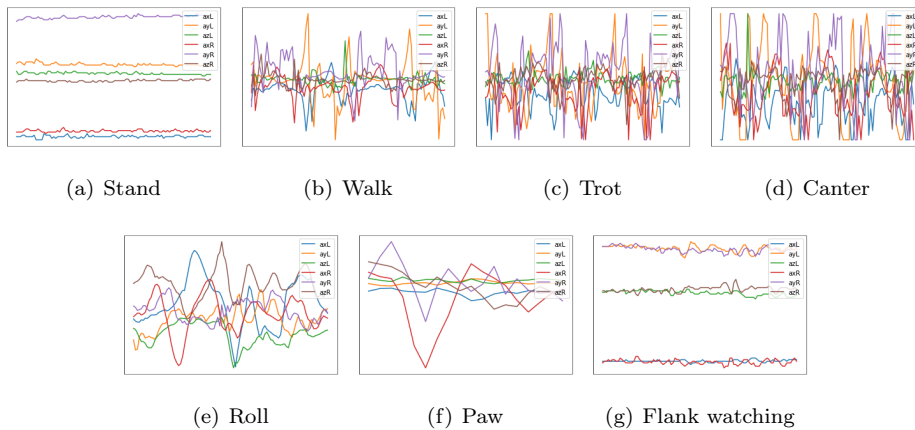 axL
ayL
azL
axR
ayR
azR
axL
ayL
azL
axR
ayR
azR
axL
ayL
azL
axR
ayR
azR
axL
ayL
azL
axR
ayR
azR
(a) Stand
(b) Walk
(c) Trot
(d) Canter
axL
ayL
azL
axR
ayR
azR
axL
ayL
azL
axR
ayR
azR
axL
ayL
azL
axR
ayR
azR
(e) Roll
(f) Paw
(g) Flank watching